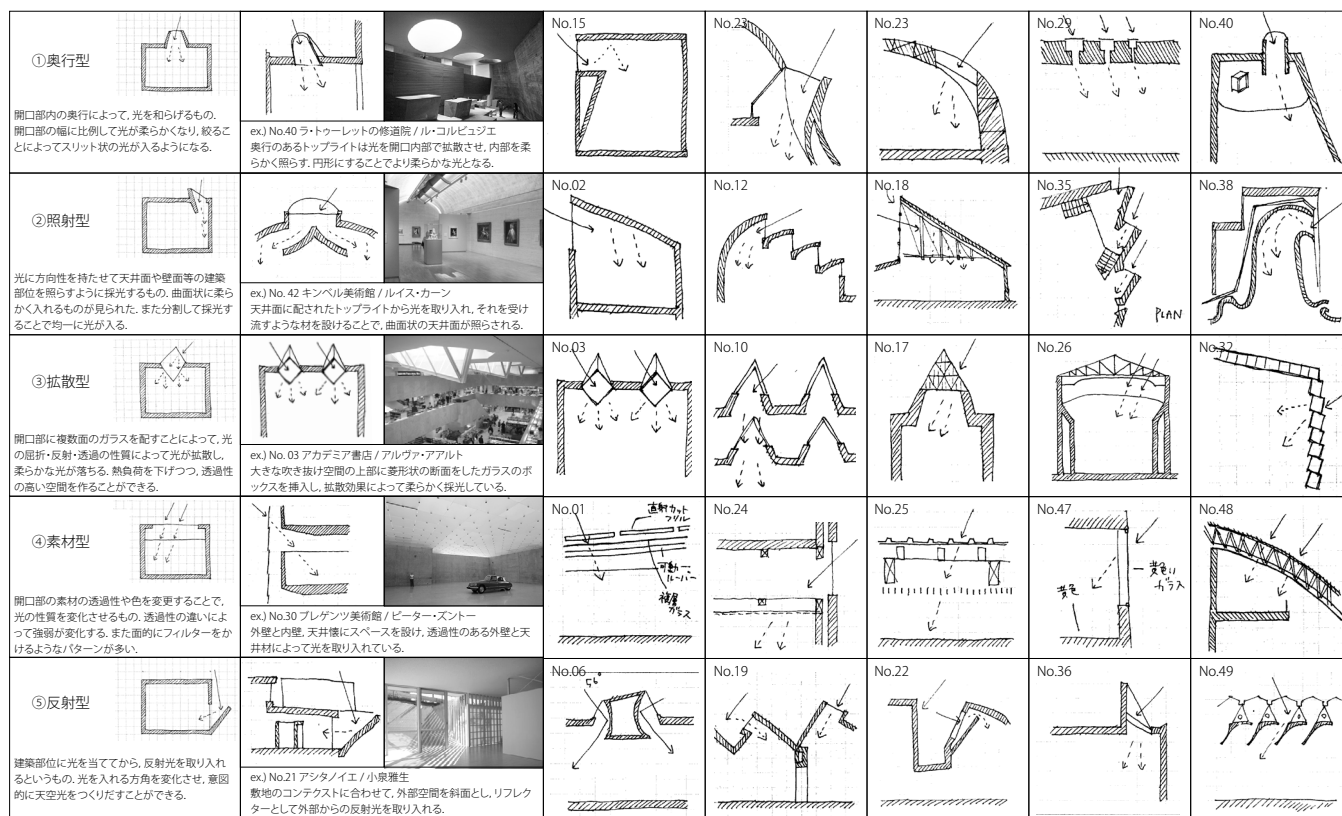 ①奥行型
開口部内の奥行によって, 光を和らげるもの.
開口部の幅に比例して光が柔らかくなり, 絞るこ
とによってスリット状の光が入るようになる.
ex.) No.40 ラ・トゥーレットの修道院 / ル・コルビュジエ
奥行のあるトップライトは光を開口内部で拡散させ, 内部を柔
らかく照らす. 円形にすることでより柔らかな光となる.
No.15
No.23
No.23
No.29
No.40
②照射型
光に方向性を持たせて天井面や壁面等の建築
部位を照らすように採光するもの. 曲面状に柔ら
かく入れるものが見られた. また分割して採光す
ることで均一に光が入る.
ex.) No. 42 キンベル美術館 / ルイス・カーン
天井面に配されたトップライトから光を取り入れ, それを受け
流すような材を設けることで, 曲面状の天井面が照らされる.
No.02
No.12
No.18
No.35
PLAN
No.38
③拡散型
開口部に複数面のガラスを配すことによって, 光
の屈折・反射・透過の性質によって光が拡散し,
柔らかな光が落ちる. 熱負荷を下げつつ, 透過性
の高い空間を作ることができる.
ex.) No. 03 アカデミア書店 / アルヴァ・アアルト
大きな吹き抜け空間の上部に菱形状の断面をしたガラスのボ
ックスを挿入し, 拡散効果によって柔らかく採光している.
No.03
No.10
No.17
No.26
No.32
④素材型
開口部の素材の透過性や色を変更することで,
光の性質を変化させるもの. 透過性の違いによ
って強弱が変化する. また面的にフィルターをか
けるようなパターンが多い.
ex.) No.30 ブレゲンツ美術館 / ピーター・ズントー
外壁と内壁, 天井懐にスペースを設け, 透過性のある外壁と天
井材によって光を取り入れている.
No.01
直射カット
可動
ルーバー
複層
ガラス
No.24
No.25
No.47
黄色い
ガラス
黄色
No.48
⑤反射型
建築部位に光を当ててから, 反射光を取り入れ
るというもの. 光を入れる方角を変化させ, 意図
的に天空光をつくりだすことができる.
ex.) No.21 アシタノイエ / 小泉雅生
敷地のコンテクストに合わせて, 外部空間を斜面とし, リフレク
ターとして外部からの反射光を取り入れる.
No.06
56°
No.19
No.22
No.36
No.49